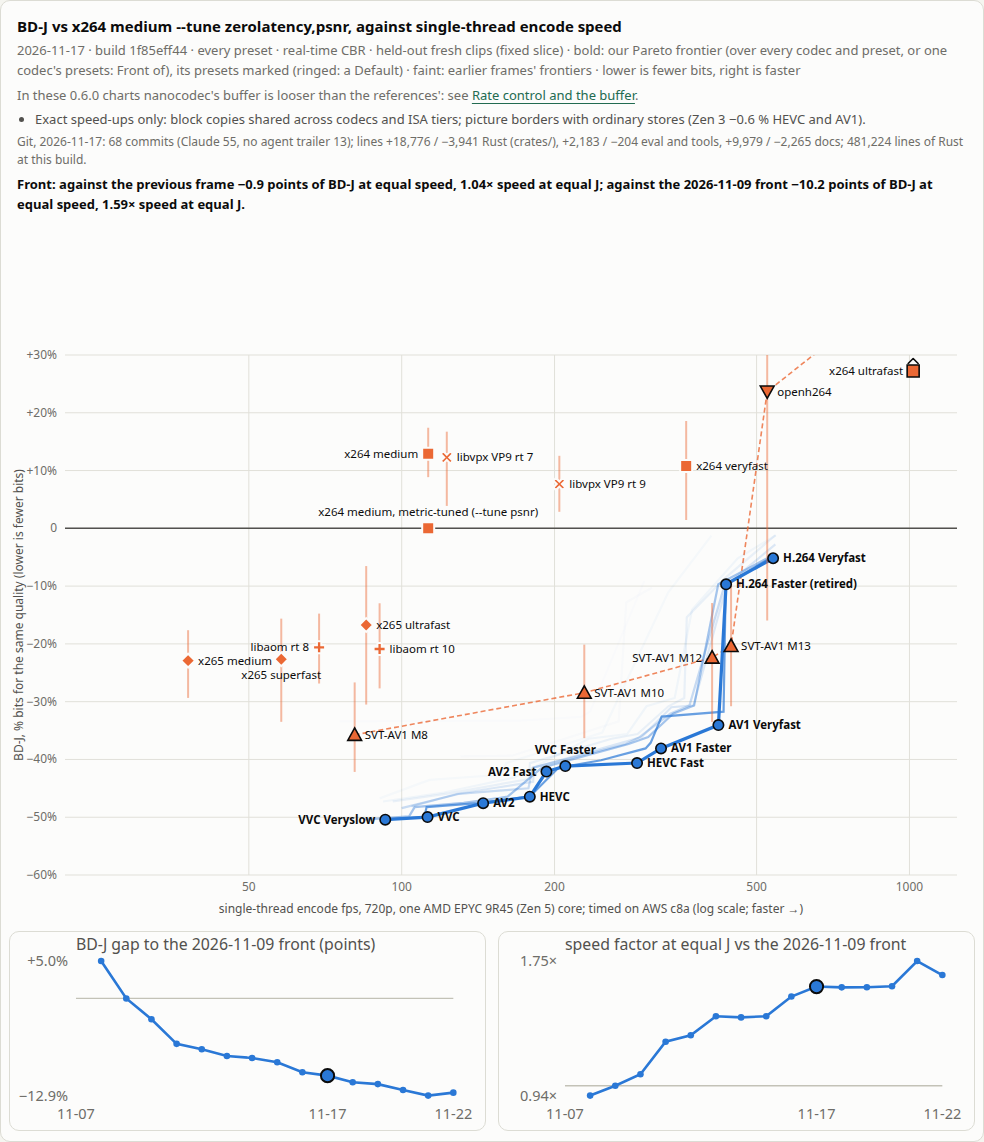 BD-J vs x264 medium --tune zerolatency,psnr, against single-thread encode speed
2026-11-17 · build 1f85eff44 · every preset · real-time CBR · held-out fresh clips (fixed slice) · bold: our Pareto frontier (over every codec and preset, or one
codec's presets: Front of), its presets marked (ringed: a Default) · faint: earlier frames' frontiers · lower is fewer bits, right is faster
In these 0.6.0 charts nanocodec's buffer is looser than the references': see Rate control and the buffer.
• Exact speed-ups only: block copies shared across codecs and ISA tiers; picture borders with ordinary stores (Zen 3 −0.6 % HEVC and AV1).
Git, 2026-11-17: 68 commits (Claude 55, no agent trailer 13); lines +18,776 / −3,941 Rust (crates/), +2,183 / −204 eval and tools, +9,979 / −2,265 docs; 481,224 lines of Rust
at this build.
Front: against the previous frame −0.9 points of BD-J at equal speed, 1.04× speed at equal J; against the 2026-11-09 front −10.2 points of BD-J at
equal speed, 1.59× speed at equal J.
+30%
x264 ultrafast
openh264
+20%
x264 medium
libvpx VP9 rt 7
+10%
x264 veryfast
libvpx VP9 rt 9
x264 medium, metric-tuned (--tune psnr)
0
H.264 Veryfast
−10%
H.264 Faster (retired)
x265 ultrafast
−20%
libaom rt 8
libaom rt 10
SVT-AV1 M13
SVT-AV1 M12
x265 medium
x265 superfast
SVT-AV1 M10
−30%
AV1 Veryfast
SVT-AV1 M8
VVC Faster
AV1 Faster
−40%
HEVC Fast
AV2 Fast
HEVC
AV2
−50%
VVC Veryslow
VVC
−60%
BD-J, % bits for the same quality (lower is fewer bits)
50
100
200
500
1000
single-thread encode fps, 720p, one AMD EPYC 9R45 (Zen 5) core; timed on AWS c8a (log scale; faster →)
BD-J gap to the 2026-11-09 front (points)
+5.0%
−12.9%
11-07
11-17
11-22
speed factor at equal J vs the 2026-11-09 front
1.75×
0.94×
11-07
11-17
11-22